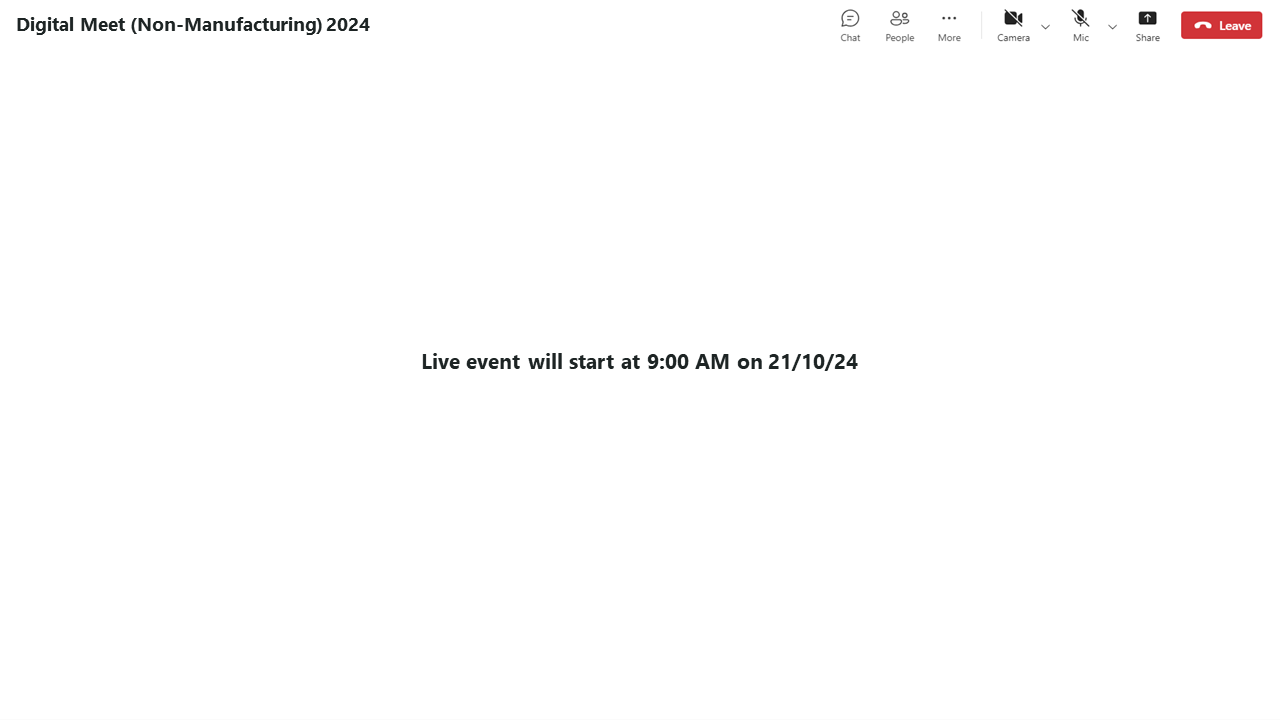 Digital Meet (Non-Manufacturing) 2024
Chat People More Camera Mic Share Leave
Live event will start at 9:00 AM on 21/10/24